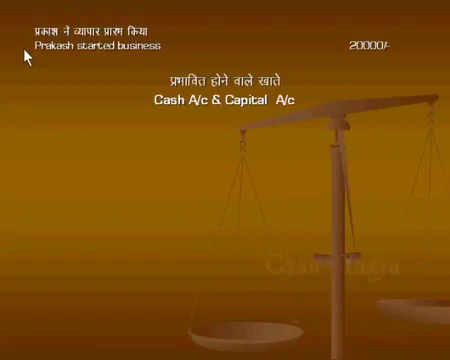 प्रकाश ने व्यापार प्रारम्भ किया
Prakash started business 20000/-
प्रभावित होने वाले खाते
Cash A/c & Capital A/c